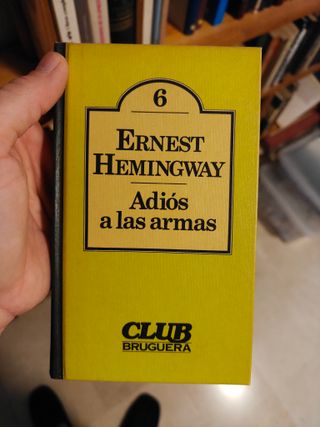 6
ERNEST
HEMINGWAY
Adiós
a las armas
CLUB
BRUGUERA